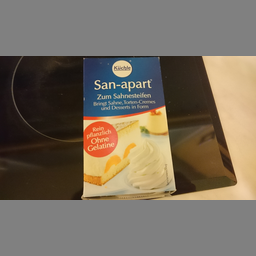 Küchle
San-apart®
Zum Sahnesteifen
Bringt Sahne, Torten-Cremes
und Desserts in Form
Rein
pflanzlich
Ohne
Gelatine